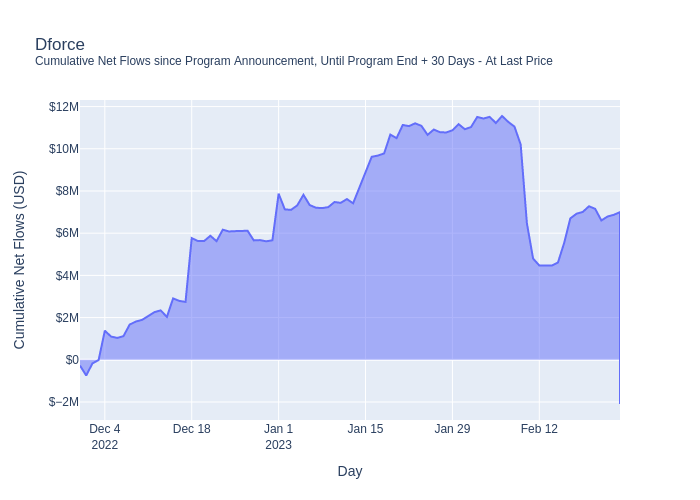 Dforce
Cumulative Net Flows since Program Announcement, Until Program End + 30 Days - At Last Price
Cumulative Net Flows (USD)
$12M
$10M
$8M
$6M
$4M
$2M
$0
$−2M
Dec 4
2022
Dec 18
Jan 1
2023
Jan 15
Jan 29
Feb 12
Day